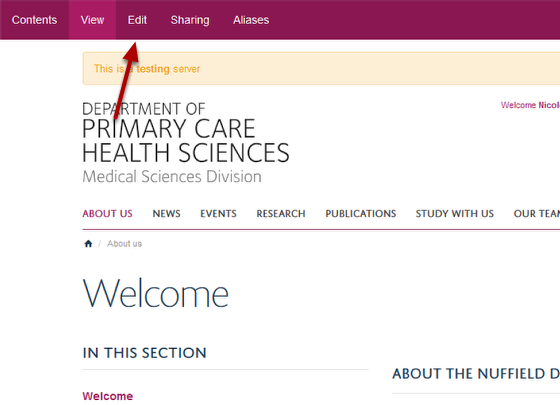 Contents View Edit Sharing Aliases
This is a testing server
DEPARTMENT OF
Welcome
PRIMARY CARE
HEALTH SCIENCES
Medical Sciences Division
ABOUT US NEWS EVENTS RESEARCH PUBLICATIONS STUDY WITH US OUR
/ About us
Welcome
IN THIS SECTION
ABOUT THE NUFFIELD D
Welcome